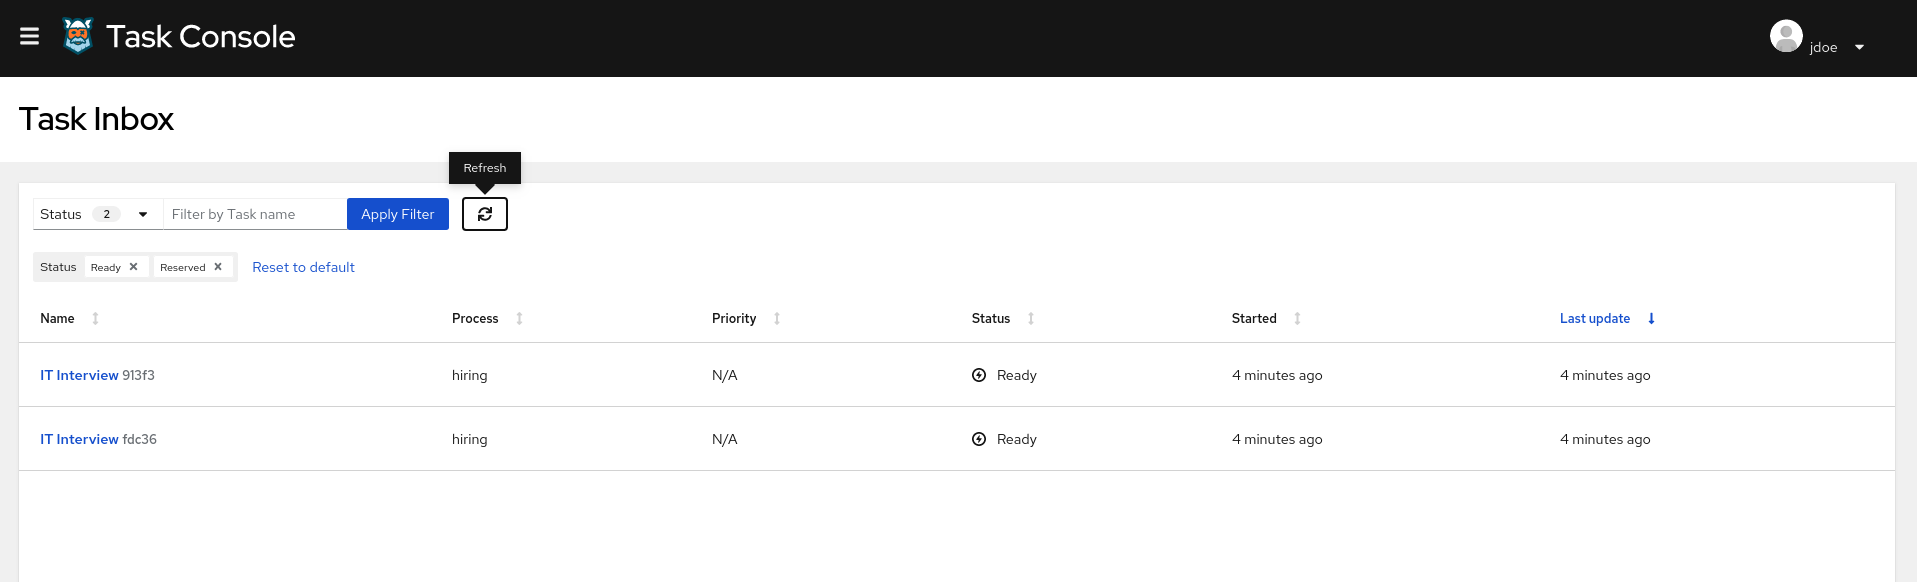 Task Console
jdoe
Task Inbox
Refresh
Status 2 Filter by Task name Apply Filter
Status Ready Reserved Reset to default
Name Process Priority Status Started Last update
IT Interview 913f3 hiring N/A Ready 4 minutes ago 4 minutes ago
IT Interview fdc36 hiring N/A Ready 4 minutes ago 4 minutes ago